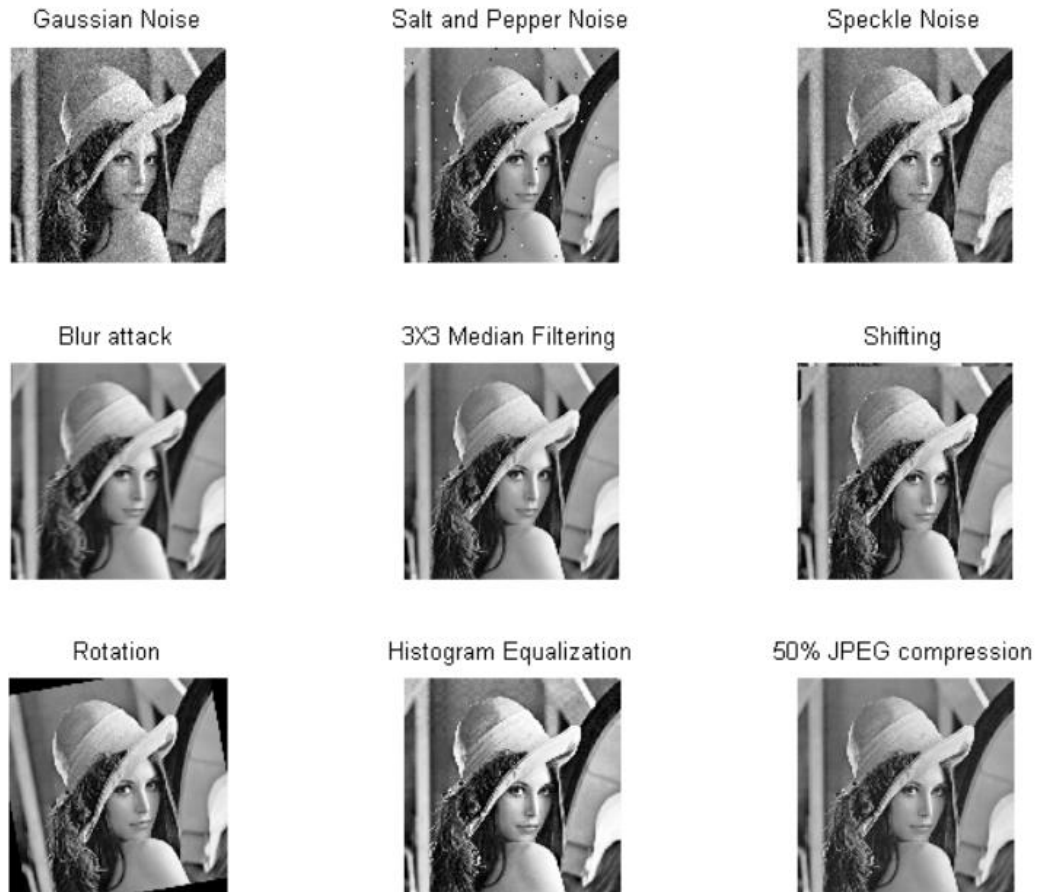 Gaussian Noise
Salt and Pepper Noise
Speckle Noise
Blur attack
3X3 Median Filtering
Shifting
Rotation
Histogram Equalization
50% JPEG compression